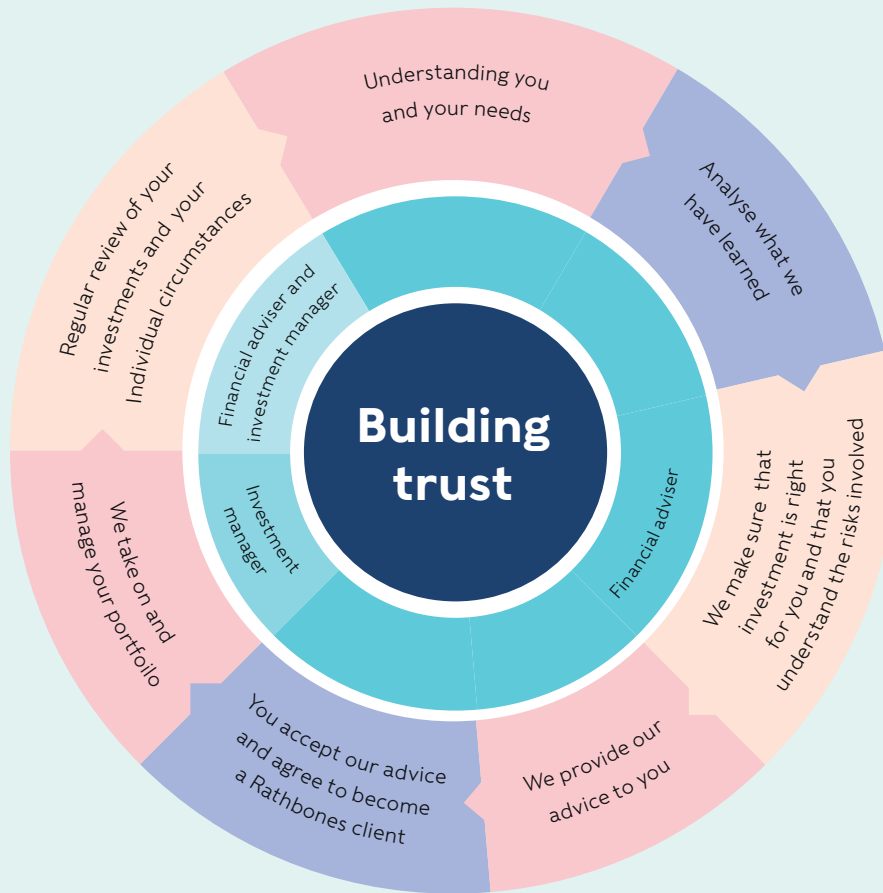 Understanding you
and your needs
Analyse what we
have learned
We make sure that
investment is right
for you and that you
understand the risks involved
We provide our
advice to you
You accept our advice
and agree to become
a Rathbones client
We take on and
manage your portfoilo
Regular review of your
investments and your
Individual circumstances
Financial adviser and
investment manager
Investment
manager
Financial adviser
Building
trust